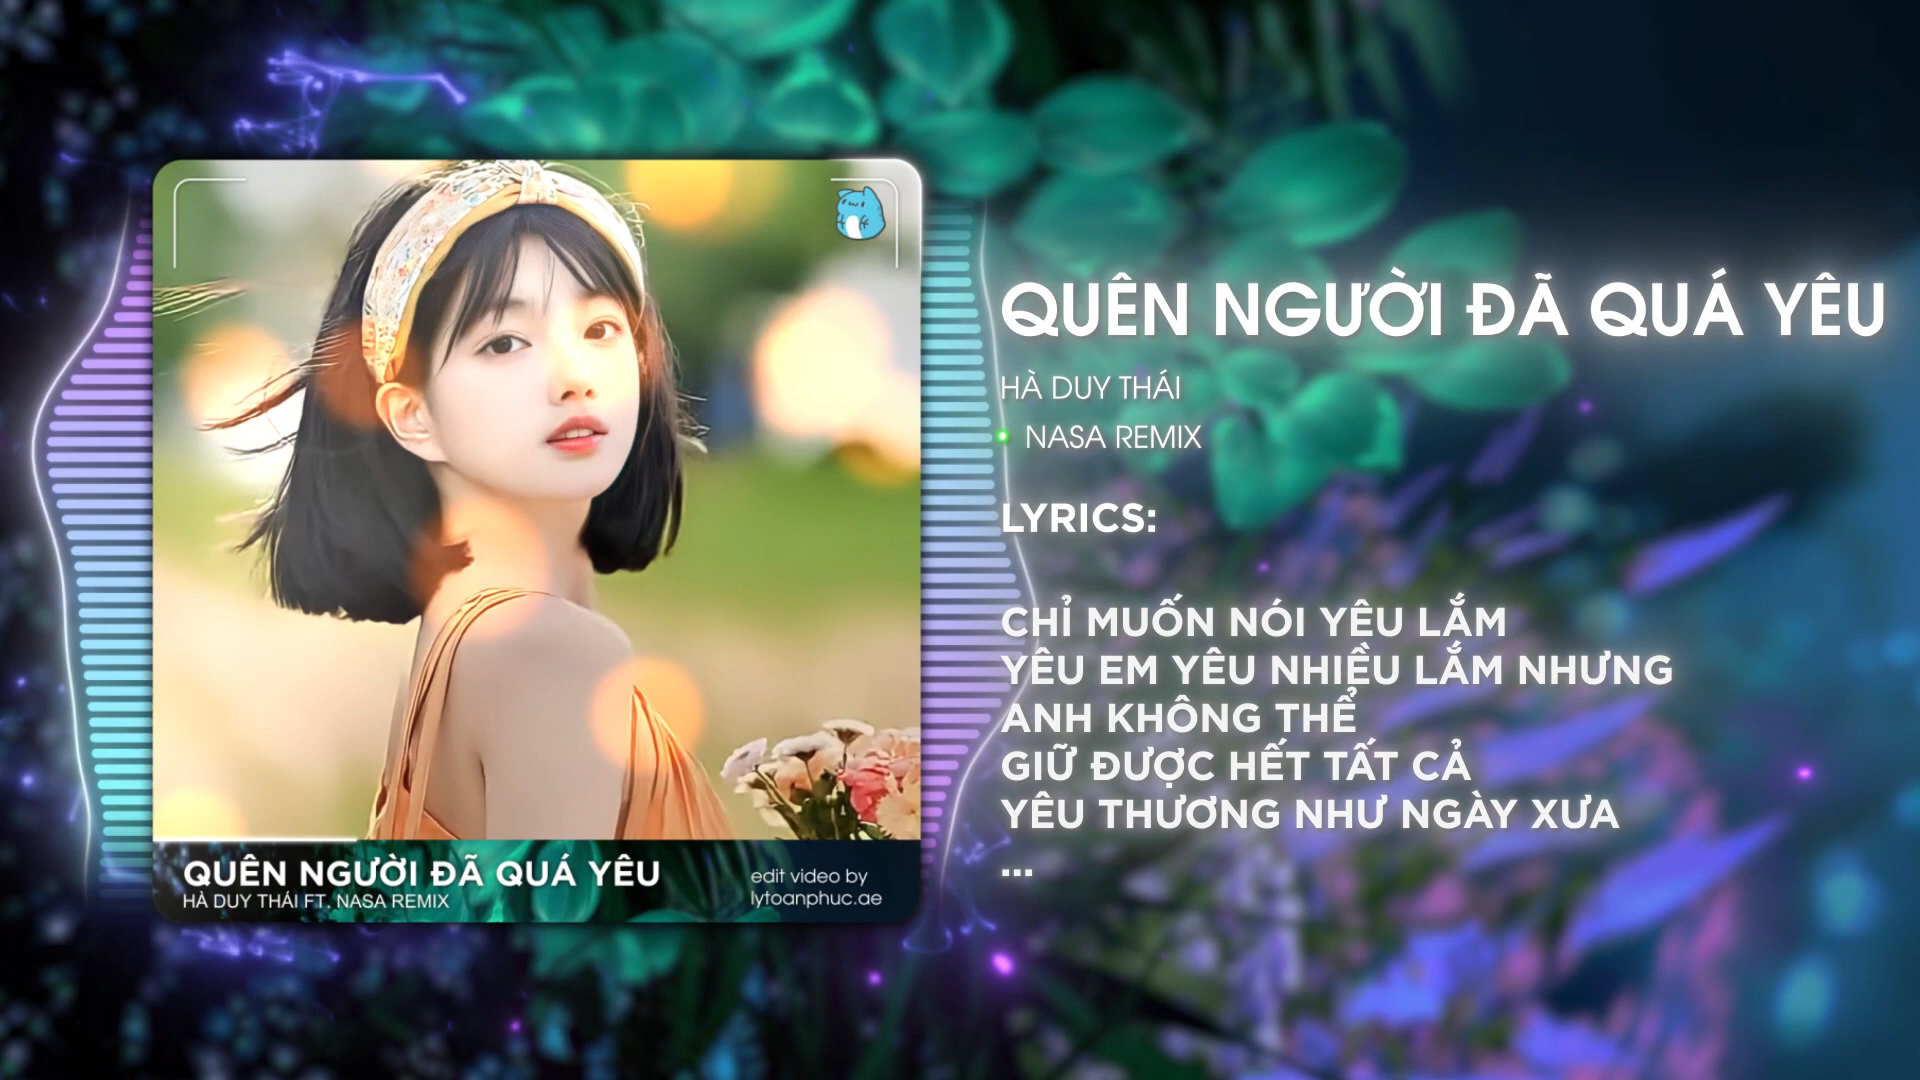 QUÊN NGƯỜI ĐÃ QUÁ YÊU
HÀ DUY THÁI FT. NASA REMIX
edit video by
lytoanphuc.ae
QUÊN NGƯỜI ĐÃ QUÁ YÊU
HÀ DUY THÁI
NASA REMIX
LYRICS:
CHỈ MUỐN NÓI YÊU LẮM
YÊU EM YÊU NHIỀU LẮM NHƯNG
ANH KHÔNG THỂ
GIỮ ĐƯỢC HẾT TẤT CẢ
YÊU THƯƠNG NHƯ NGÀY XƯA
...